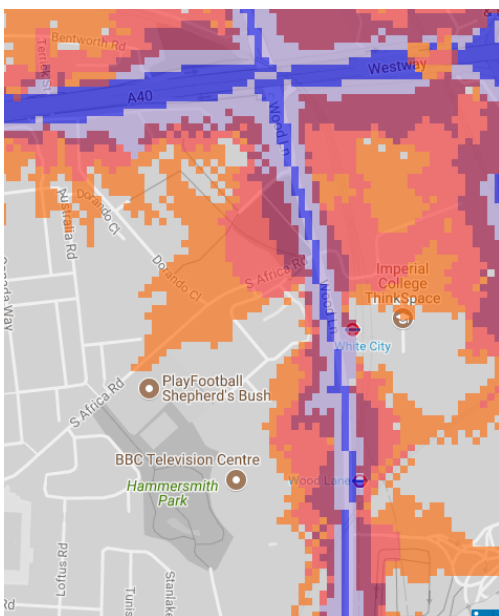 Bentworth Rd
Westway
A40
Wood Ln
Australia Rd
Dorando Cl
Dorando Cl
S Africa Rd
Imperial
College
ThinkSpace
Wood Ln
White City
PlayFootball
Shepherd's Bush
S Africa Rd
BBC Television Centre
Wood Lane
Hammersmith
Park
Loftus Rd
Rd